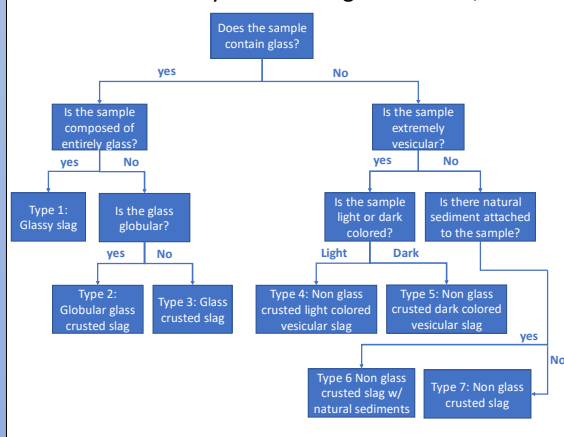 Does the sample
contain glass?
yes
No
Is the sample
composed of
entirely glass?
Is the sample
extremely
vesicular?
yes
No
yes
No
Type 1:
Glassy slag
Is the glass
globular?
Is the sample
light or dark
colored?
Is there natural
sediment attached
to the sample?
yes
No
Light
Dark
Type 2:
Globular glass
crusted slag
Type 3: Glass
crusted slag
Type 4: Non glass
crusted light colored
vesicular slag
Type 5: Non glass
crusted dark colored
vesicular slag
yes
No
Type 6 Non glass
crusted slag w/
natural sediments
Type 7: Non glass
crusted slag